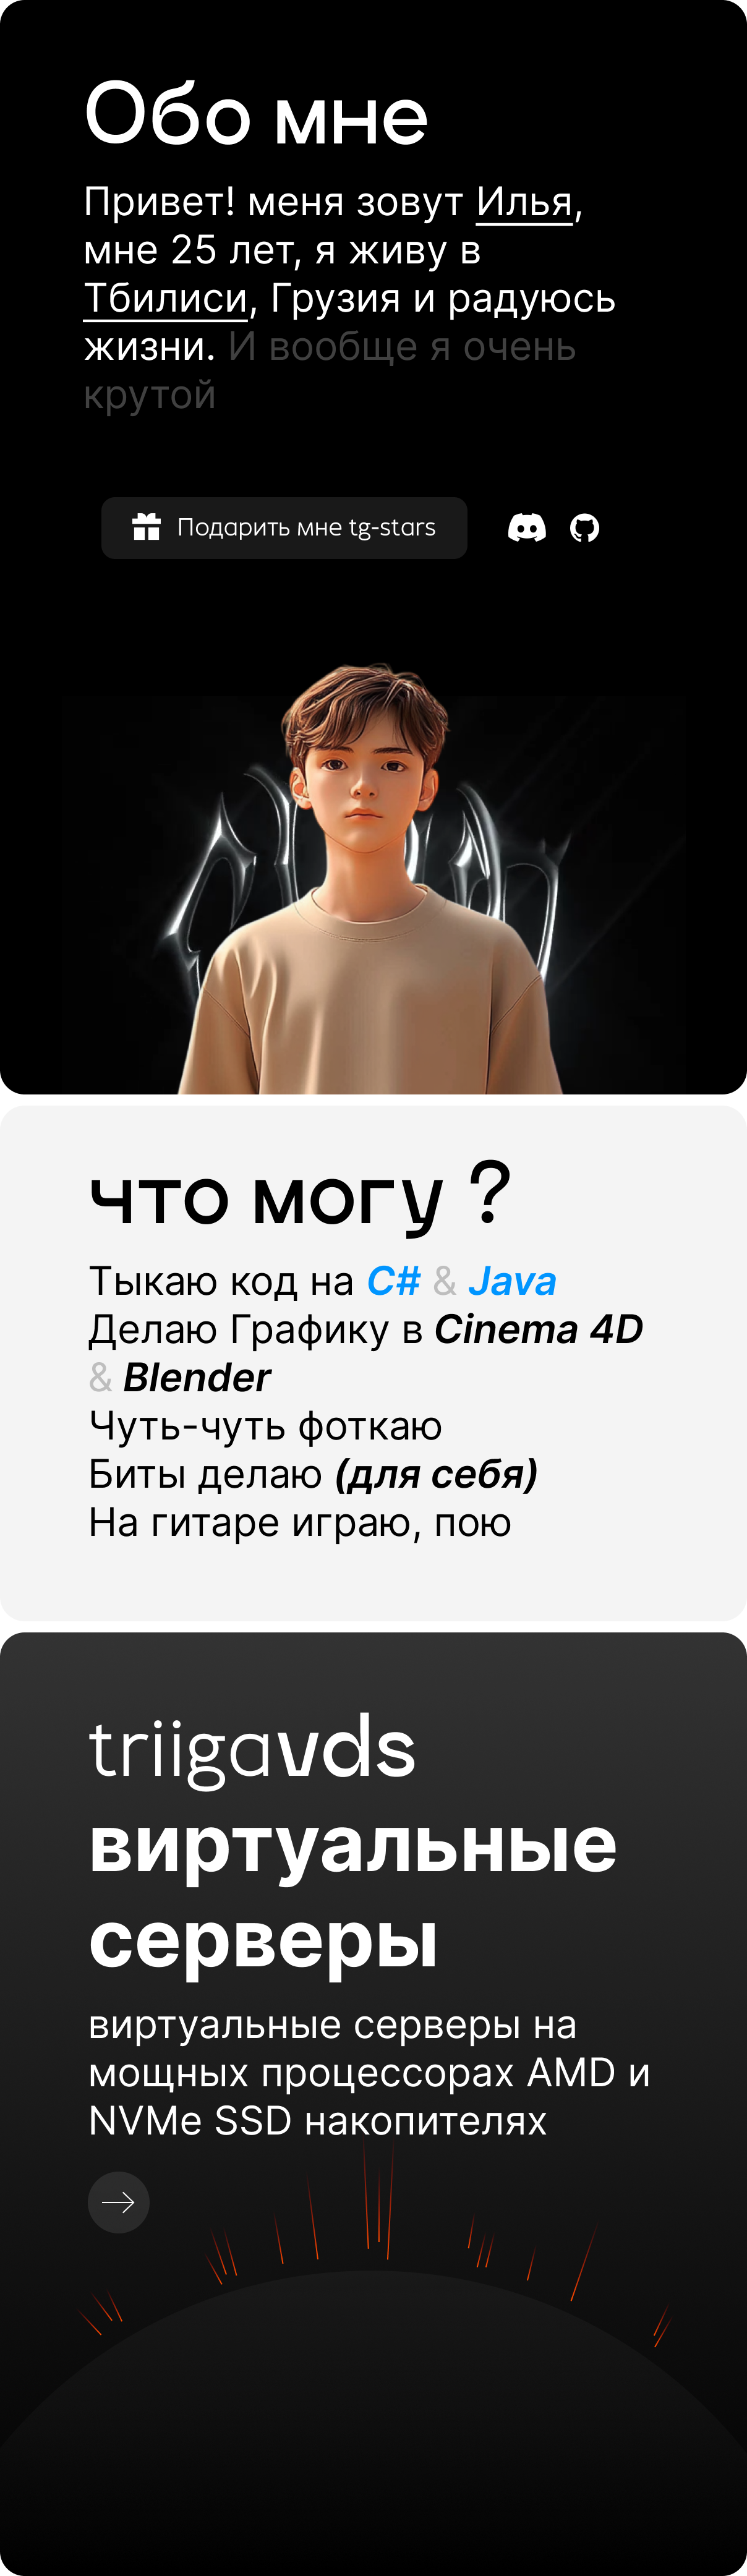 Обо мне
Привет! меня зовут Илья,
мне 25 лет, я живу в
Тбилиси, Грузия и радуюсь
жизни. И вообще я очень
крутой
Подарить мне tg-stars
что могу ?
Тыкаю код на C# & Java
Делаю Графику в Cinema 4D
& Blender
Чуть-чуть фоткаю
Биты делаю (для себя)
На гитаре играю, пою
triigavds
виртуальные
серверы
виртуальные серверы на
мощных процессорах AMD и
NVMe SSD накопителях